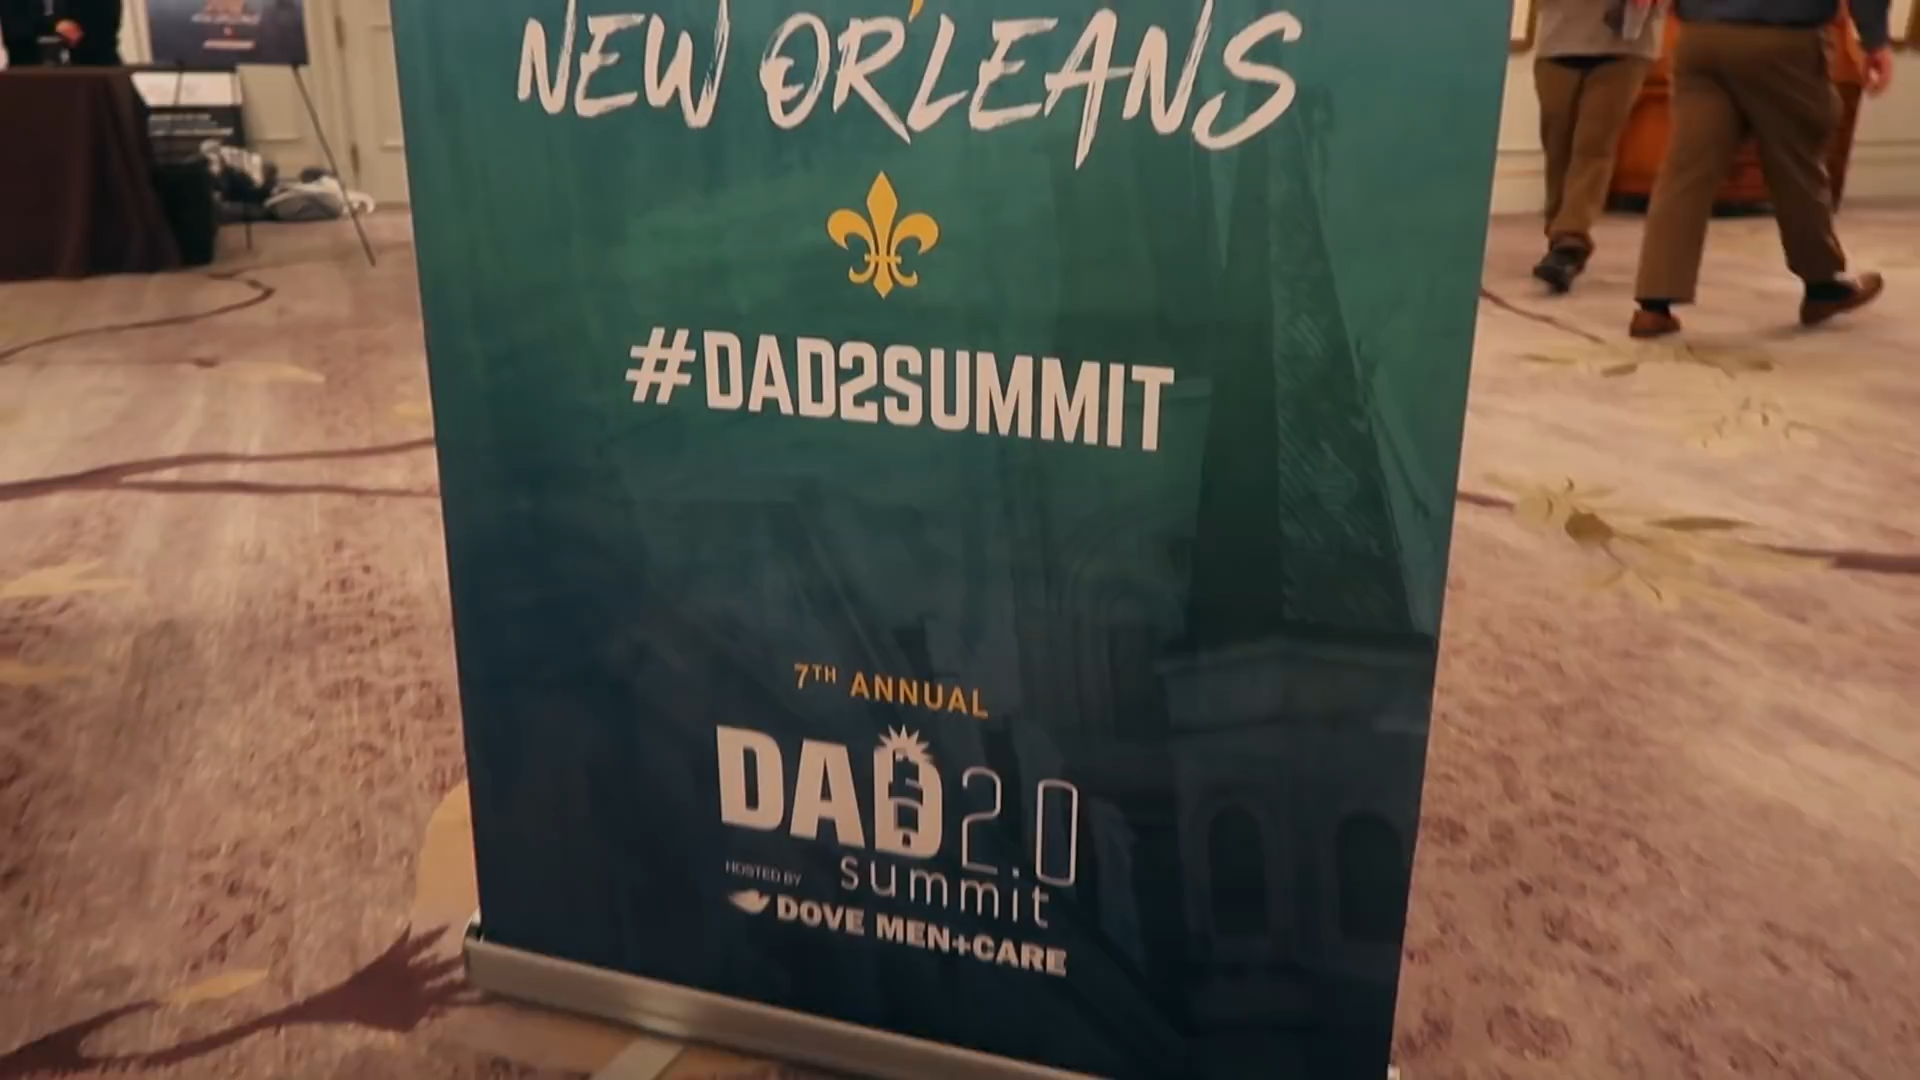 NEW ORLEANS
#DAD2SUMMIT
7TH ANNUAL
DAD 2.0
summit
HOSTED BY
DOVE MEN+CARE